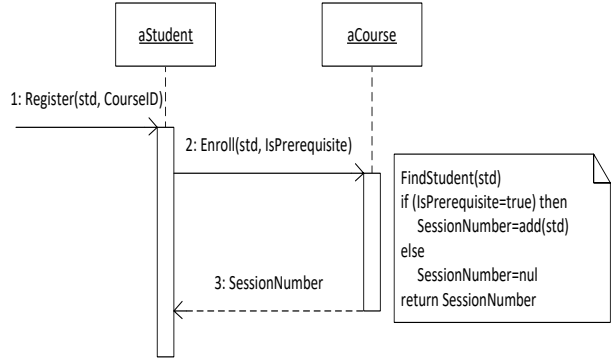 aStudent
aCourse
1: Register(std, CourseID)
2: Enroll(std, IsPrerequisite)
FindStudent(std)
if (IsPrerequisite=true) then
SessionNumber=add(std)
else
SessionNumber=nul
return SessionNumber
3: SessionNumber